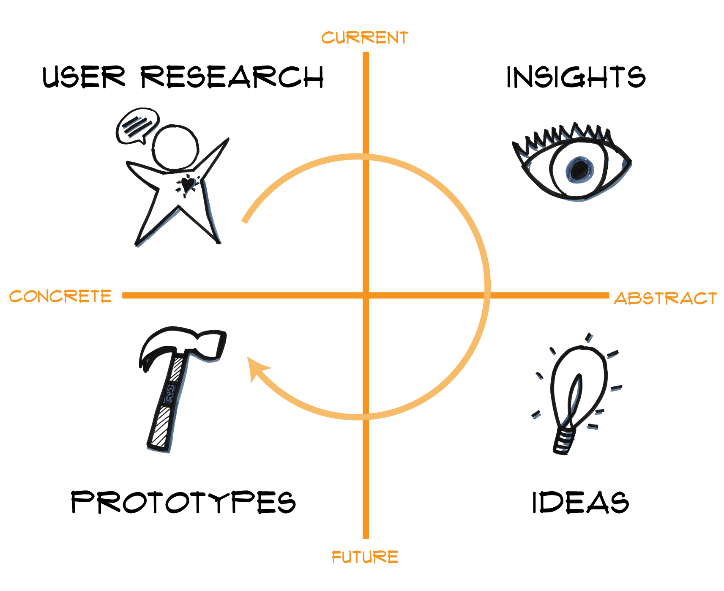 CURRENT
USER RESEARCH
INSIGHTS
CONCRETE
ABSTRACT
PROTOTYPES
IDEAS
FUTURE